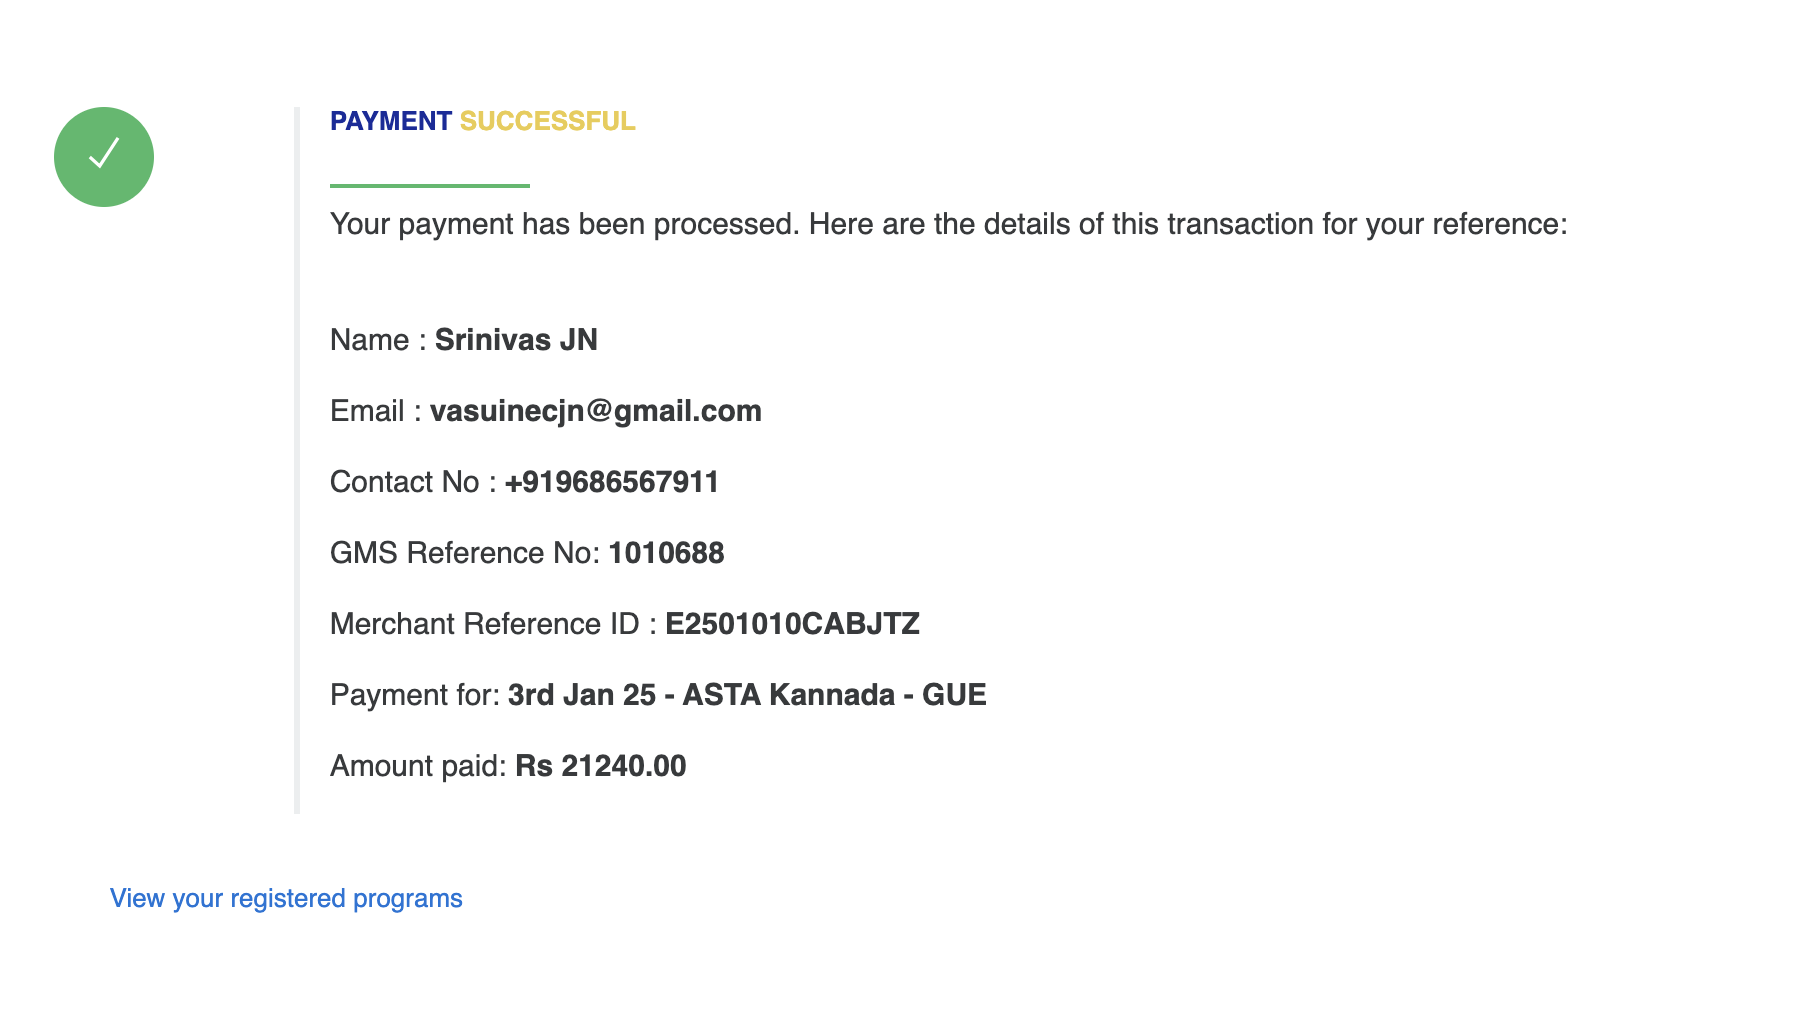 PAYMENT SUCCESSFUL
Your payment has been processed. Here are the details of this transaction for your reference:
Name : Srinivas JN
Email : vasuinecjn@gmail.com
Contact No : +919686567911
GMS Reference No: 1010688
Merchant Reference ID : E2501010CABJTZ
Payment for: 3rd Jan 25 - ASTA Kannada - GUE
Amount paid: Rs 21240.00
View your registered programs